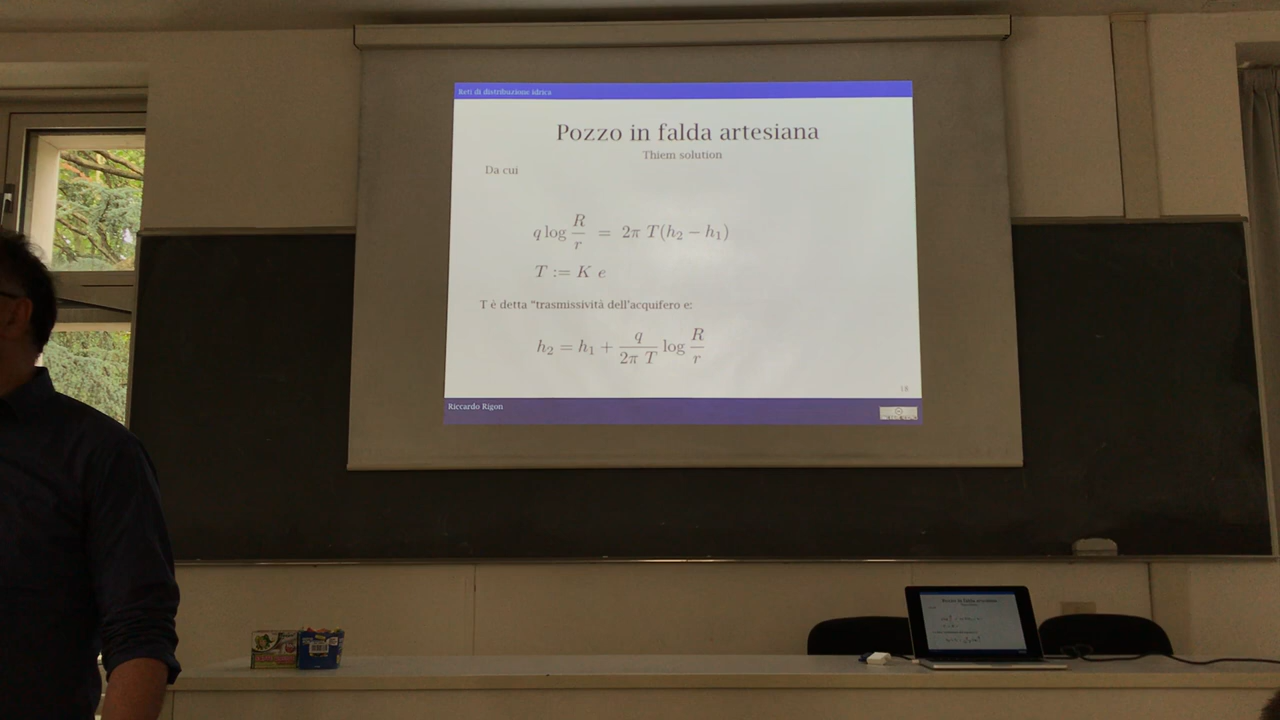 Reti di distribuzione idrica
Pozzo in falda artesiana
Thiem solution
Da cui
q log R/r = 2π T(h₂ − h₁)
T := K e
T è detta "trasmissività dell'acquifero e:
h₂ = h₁ + q/2π T log R/r
18
Riccardo Rigon